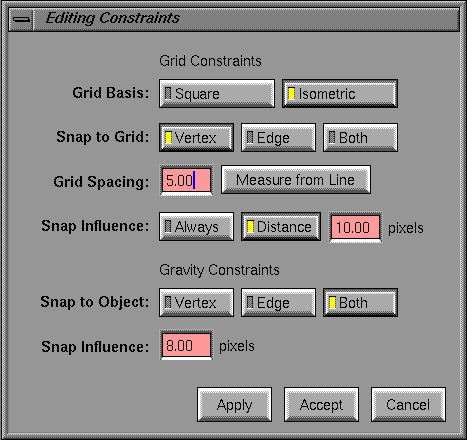 Editing Constraints
Grid Constraints
Grid Basis: Square Isometric
Snap to Grid: Vertex Edge Both
Grid Spacing: 5.00 Measure from Line
Snap Influence: Always Distance 10.00 pixels
Gravity Constraints
Snap to Object: Vertex Edge Both
Snap Influence: 8.00 pixels
Apply Accept Cancel